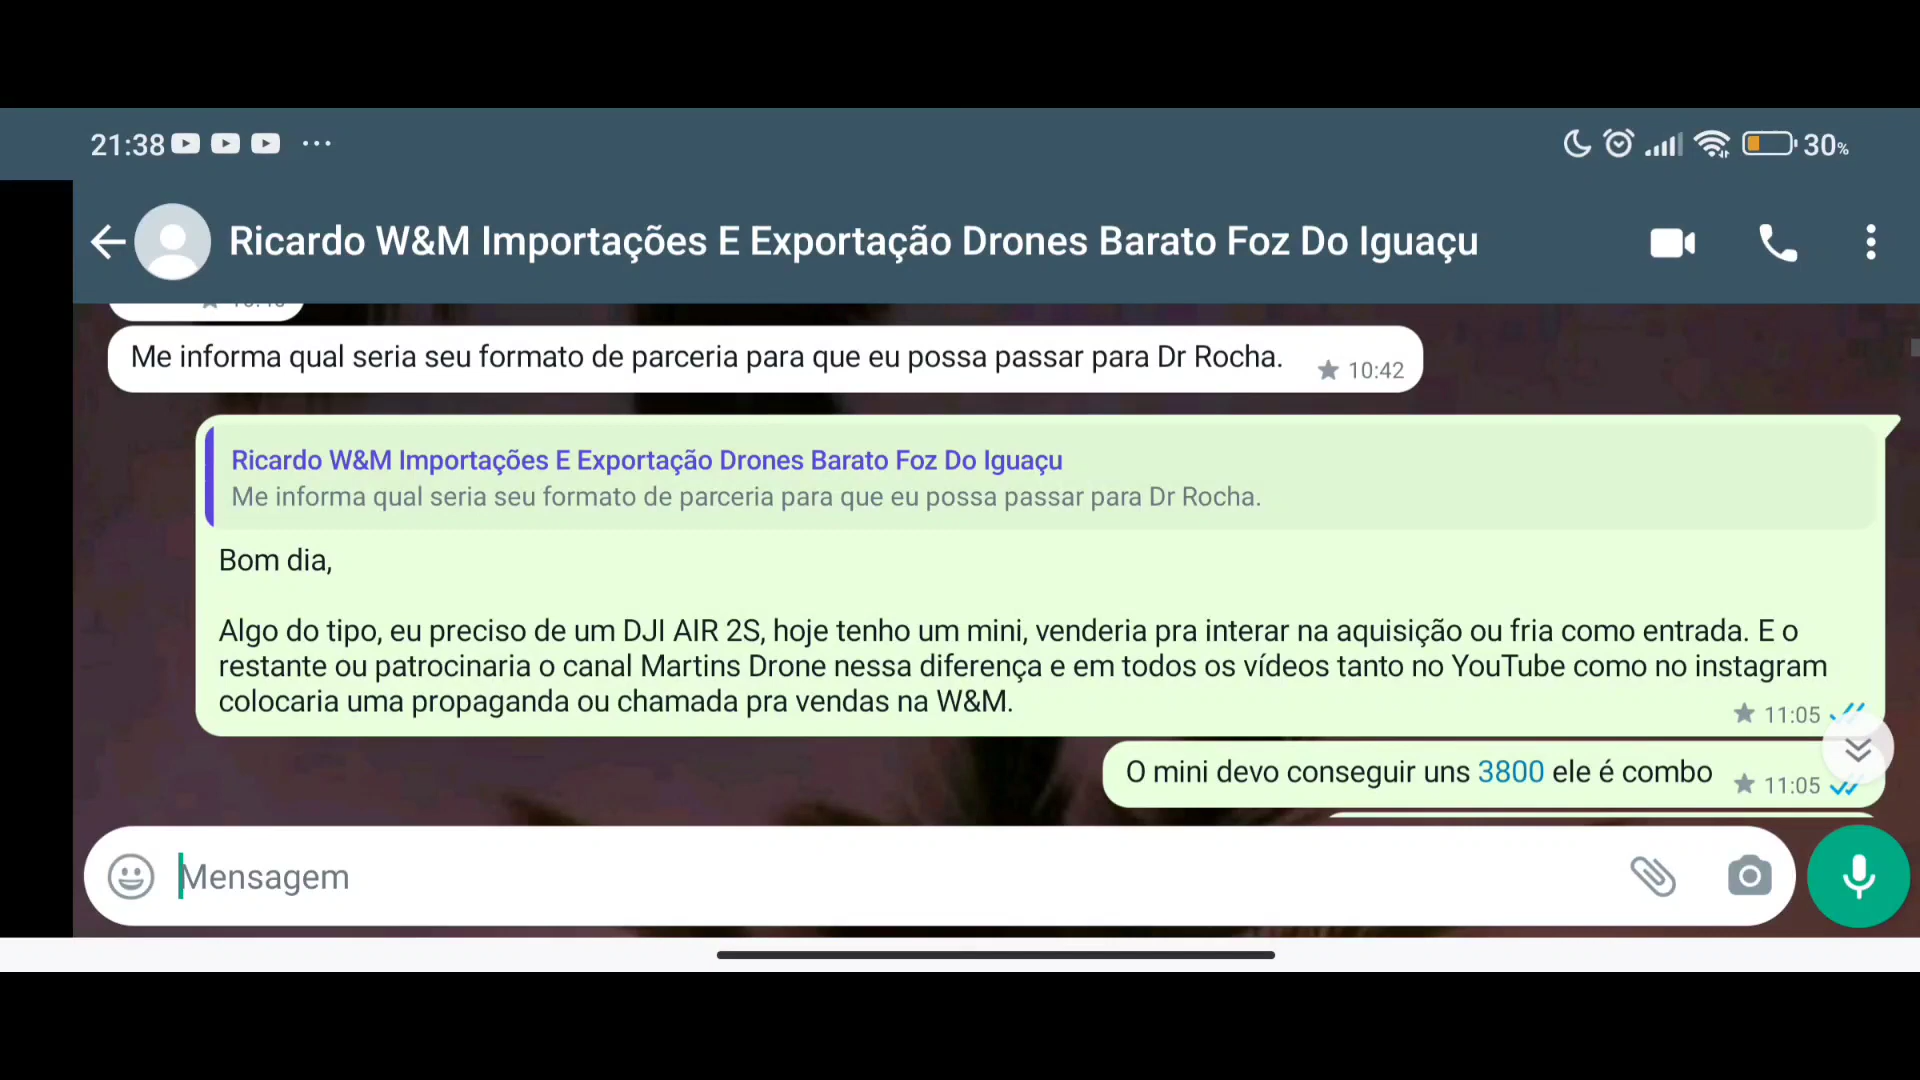 21:38
30%
Ricardo W&M Importações E Exportação Drones Barato Foz Do Iguaçu
Me informa qual seria seu formato de parceria para que eu possa passar para Dr Rocha.
10:42
Ricardo W&M Importações E Exportação Drones Barato Foz Do Iguaçu
Me informa qual seria seu formato de parceria para que eu possa passar para Dr Rocha.
Bom dia,
Algo do tipo, eu preciso de um DJI AIR 2S, hoje tenho um mini, venderia pra interar na aquisição ou fria como entrada. E o
restante ou patrocinaria o canal Martins Drone nessa diferença e em todos os vídeos tanto no YouTube como no instagram
colocaria uma propaganda ou chamada pra vendas na W&M.
11:05
O mini devo conseguir uns 3800 ele é combo
11:05
Mensagem